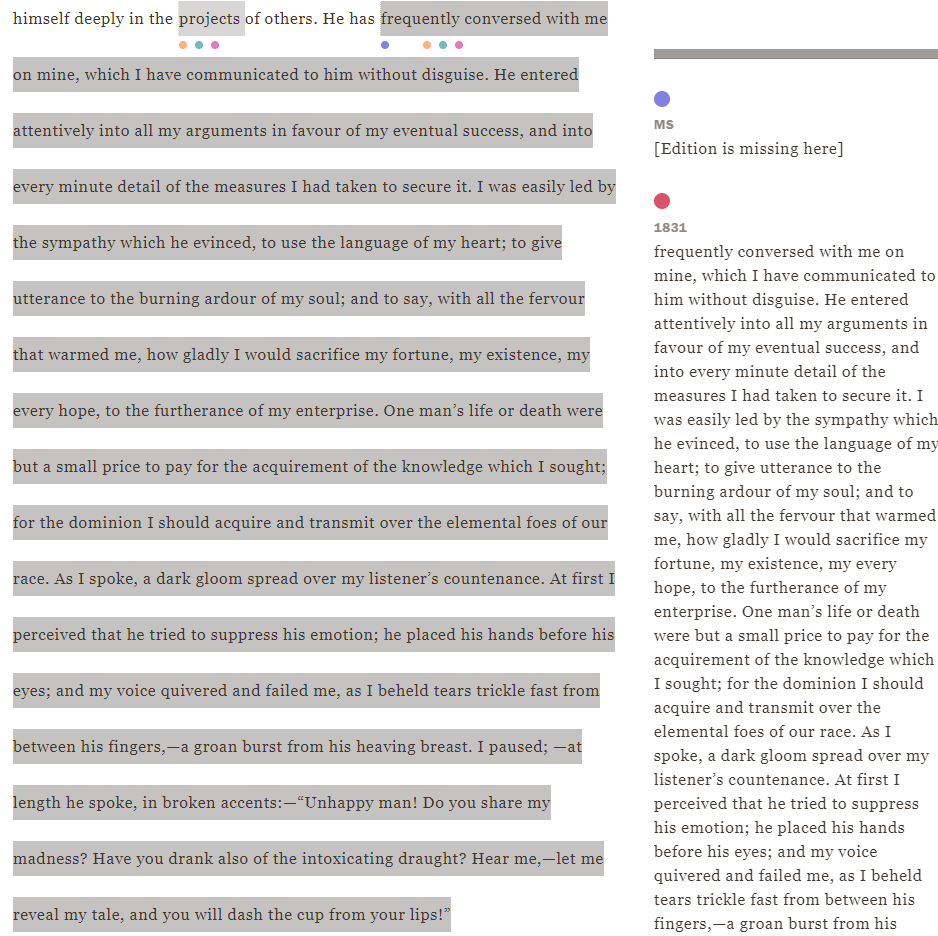 himself deeply in the projects of others. He has frequently conversed with me
on mine, which I have communicated to him without disguise. He entered
attentively into all my arguments in favour of my eventual success, and into
every minute detail of the measures I had taken to secure it. I was easily led by
the sympathy which he evinced, to use the language of my heart; to give
utterance to the burning ardour of my soul; and to say, with all the fervour
that warmed me, how gladly I would sacrifice my fortune, my existence, my
every hope, to the furtherance of my enterprise. One man’s life or death were
but a small price to pay for the acquirement of the knowledge which I sought;
for the dominion I should acquire and transmit over the elemental foes of our
race. As I spoke, a dark gloom spread over my listener’s countenance. At first I
perceived that he tried to suppress his emotion; he placed his hands before his
eyes; and my voice quivered and failed me, as I beheld tears trickle fast from
between his fingers,—a groan burst from his heaving breast. I paused; —at
length he spoke, in broken accents:—“Unhappy man! Do you share my
madness? Have you drank also of the intoxicating draught? Hear me,—let me
reveal my tale, and you will dash the cup from your lips!”
MS
[Edition is missing here]
1831
frequently conversed with me on
mine, which I have communicated to
him without disguise. He entered
attentively into all my arguments in
favour of my eventual success, and
into every minute detail of the
measures I had taken to secure it. I
was easily led by the sympathy which
he evinced, to use the language of my
heart; to give utterance to the
burning ardour of my soul; and to
say, with all the fervour that warmed
me, how gladly I would sacrifice my
fortune, my existence, my every
hope, to the furtherance of my
enterprise. One man’s life or death
were but a small price to pay for the
acquirement of the knowledge which
I sought; for the dominion I should
acquire and transmit over the
elemental foes of our race. As I
spoke, a dark gloom spread over my
listener’s countenance. At first I
perceived that he tried to suppress
his emotion; he placed his hands
before his eyes; and my voice
quivered and failed me, as I beheld
tears trickle fast from between his
fingers,—a groan burst from his